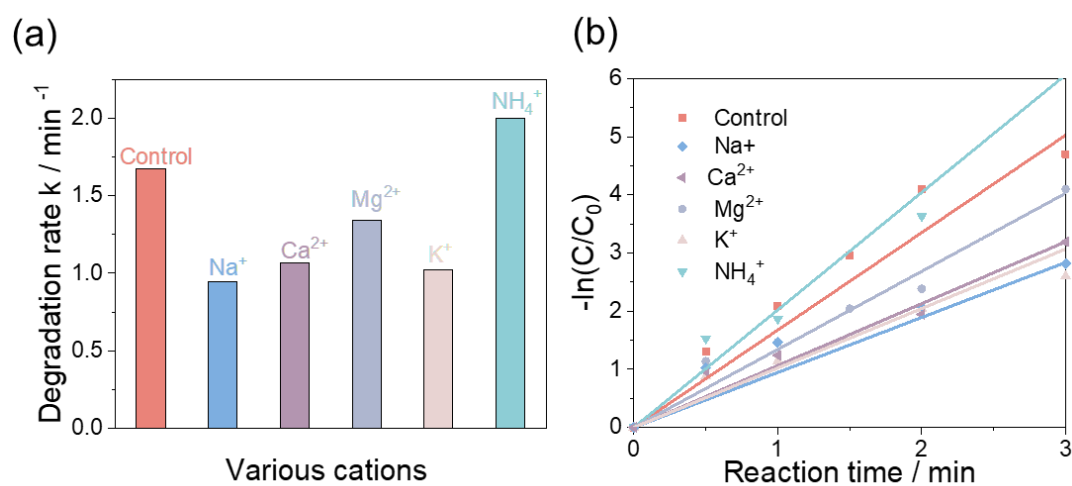 (a)
Degradation rate k / min⁻¹
2.0
1.5
1.0
0.5
0.0
Control
Na⁺
Ca²⁺
Mg²⁺
K⁺
NH₄⁺
Various cations
(b)
-ln(C/C₀)
6
5
4
3
2
1
0
Control
Na+
Ca²⁺
Mg²⁺
K⁺
NH₄⁺
0
1
2
3
Reaction time / min